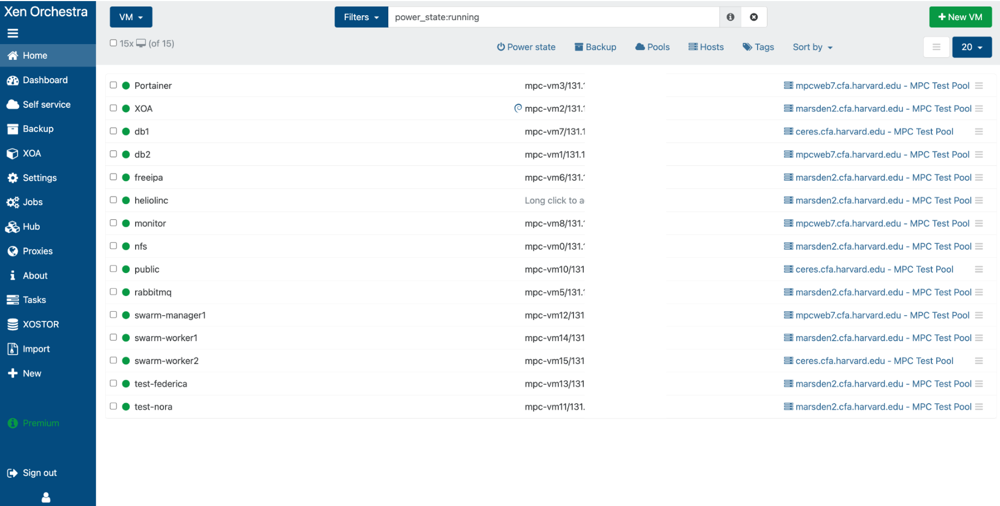 Xen Orchestra
Home
Dashboard
Self service
Backup
XOA
Settings
Jobs
Hub
Proxies
About
Tasks
XOSTOR
Import
New
Premium
Sign out
VM
Filters power_state:running
New VM
15x (of 15)
Power state Backup Pools Hosts Tags Sort by 20
Portainer mpc-vm3/131. mpcweb7.cfa.harvard.edu - MPC Test Pool
XOA mpc-vm2/131. marsden2.cfa.harvard.edu - MPC Test Pool
db1 mpc-vm7/131.1 ceres.cfa.harvard.edu - MPC Test Pool
db2 mpc-vm1/131.1 mpcweb7.cfa.harvard.edu - MPC Test Pool
freeipa mpc-vm6/131. marsden2.cfa.harvard.edu - MPC Test Pool
heliolinc Long click to a marsden2.cfa.harvard.edu - MPC Test Pool
monitor mpc-vm8/131. mpcweb7.cfa.harvard.edu - MPC Test Pool
nfs mpc-vm0/131. marsden2.cfa.harvard.edu - MPC Test Pool
public mpc-vm10/131 ceres.cfa.harvard.edu - MPC Test Pool
rabbitmq mpc-vm5/131. marsden2.cfa.harvard.edu - MPC Test Pool
swarm-manager1 mpc-vm12/131 mpcweb7.cfa.harvard.edu - MPC Test Pool
swarm-worker1 mpc-vm14/131 marsden2.cfa.harvard.edu - MPC Test Pool
swarm-worker2 mpc-vm15/131 ceres.cfa.harvard.edu - MPC Test Pool
test-federica mpc-vm13/131 marsden2.cfa.harvard.edu - MPC Test Pool
test-nora mpc-vm11/131. marsden2.cfa.harvard.edu - MPC Test Pool